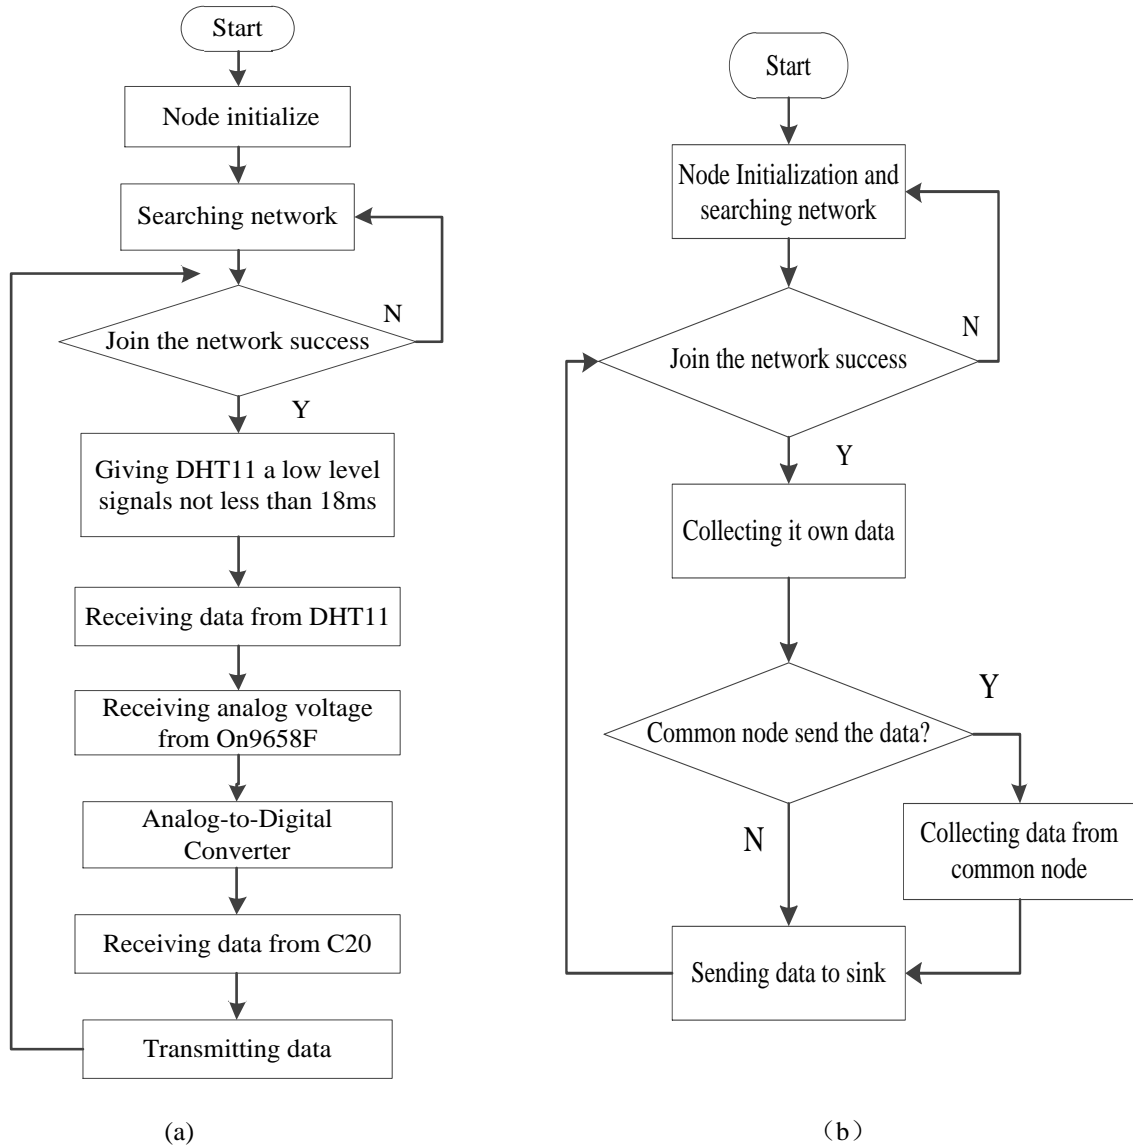 Start
Node initialize
Searching network
N
Join the network success
Y
Giving DHT11 a low level
signals not less than 18ms
Receiving data from DHT11
Receiving analog voltage
from On9658F
Analog-to-Digital
Converter
Receiving data from C20
Transmitting data
(a)
Start
Node Initialization and
searching network
N
Join the network success
Y
Collecting it own data
Y
Common node send the data?
N
Collecting data from
common node
Sending data to sink
（b）